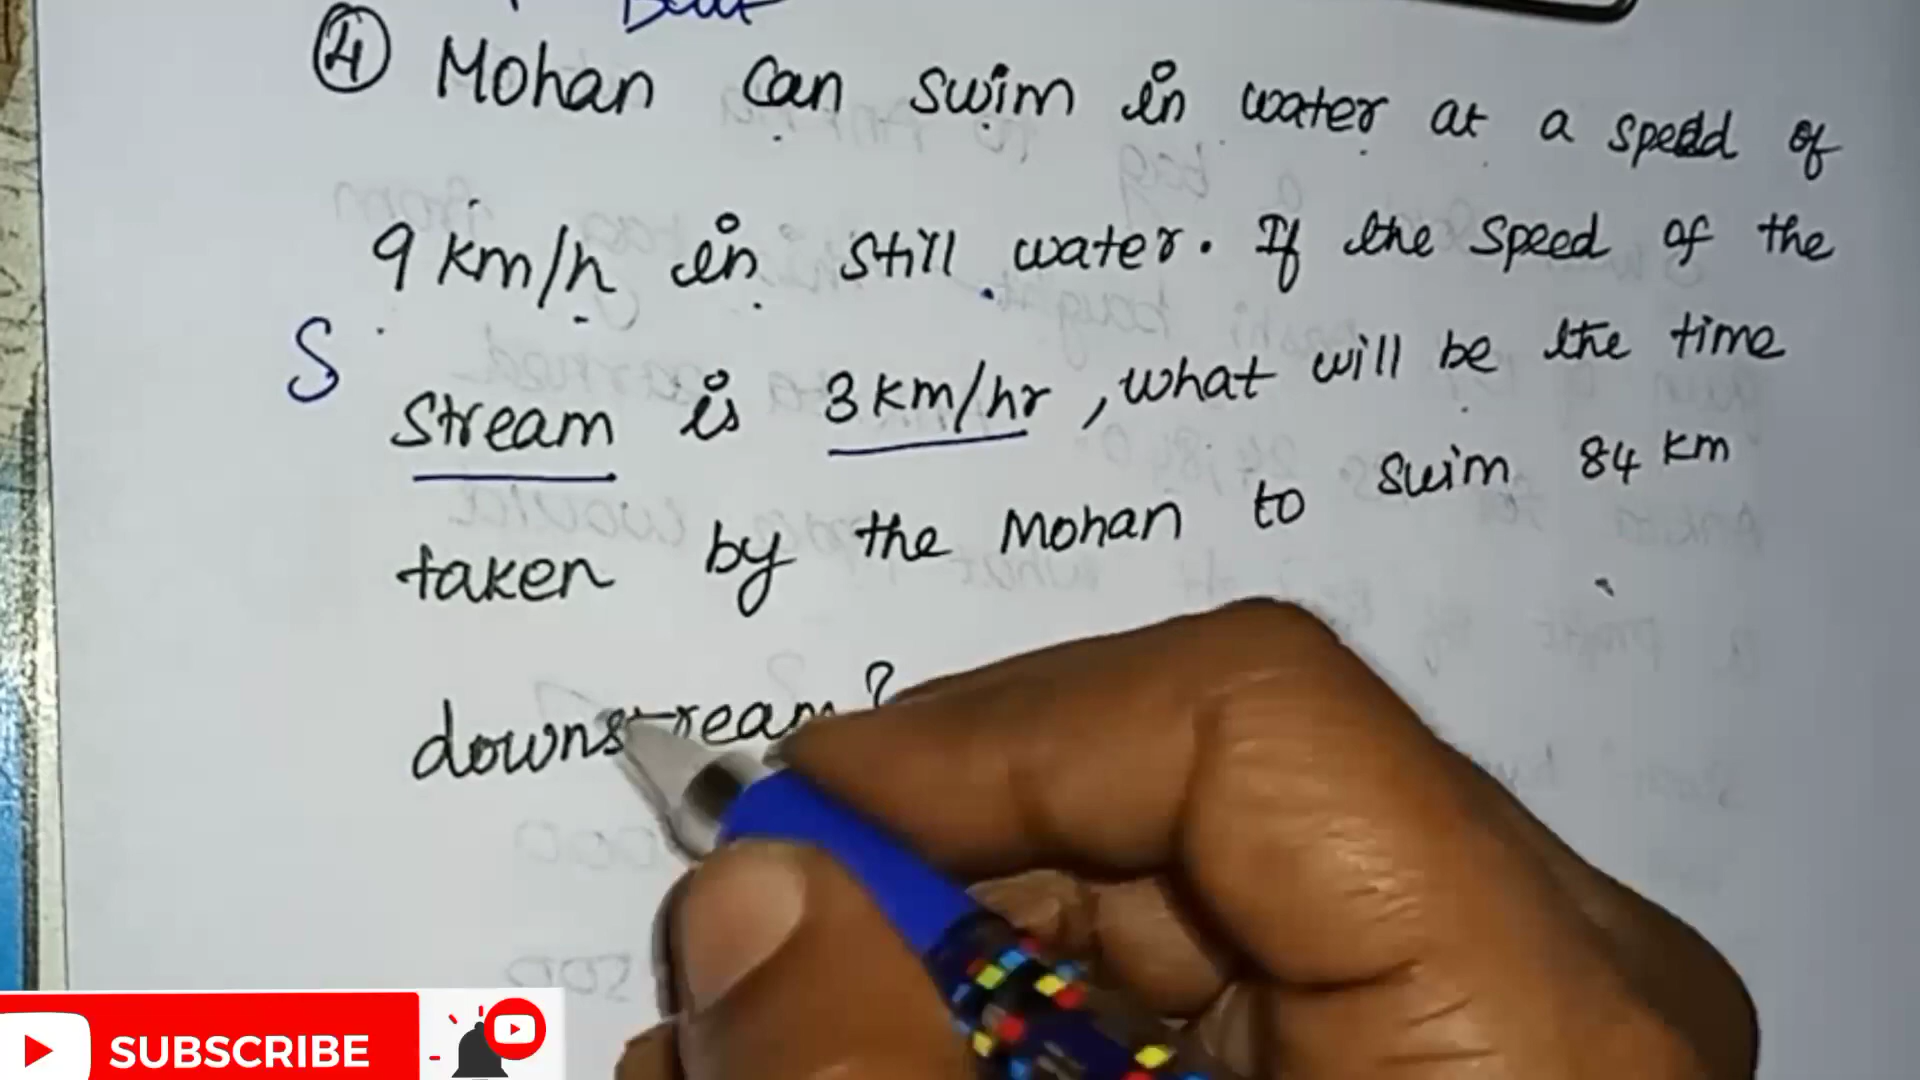 ④ Mohan can swim in water at a speed of
9 km/h in still water. If the speed of the
S
stream is 3 km/hr, what will be the time
taken by the Mohan to swim 84 km
downstream?
SUBSCRIBE